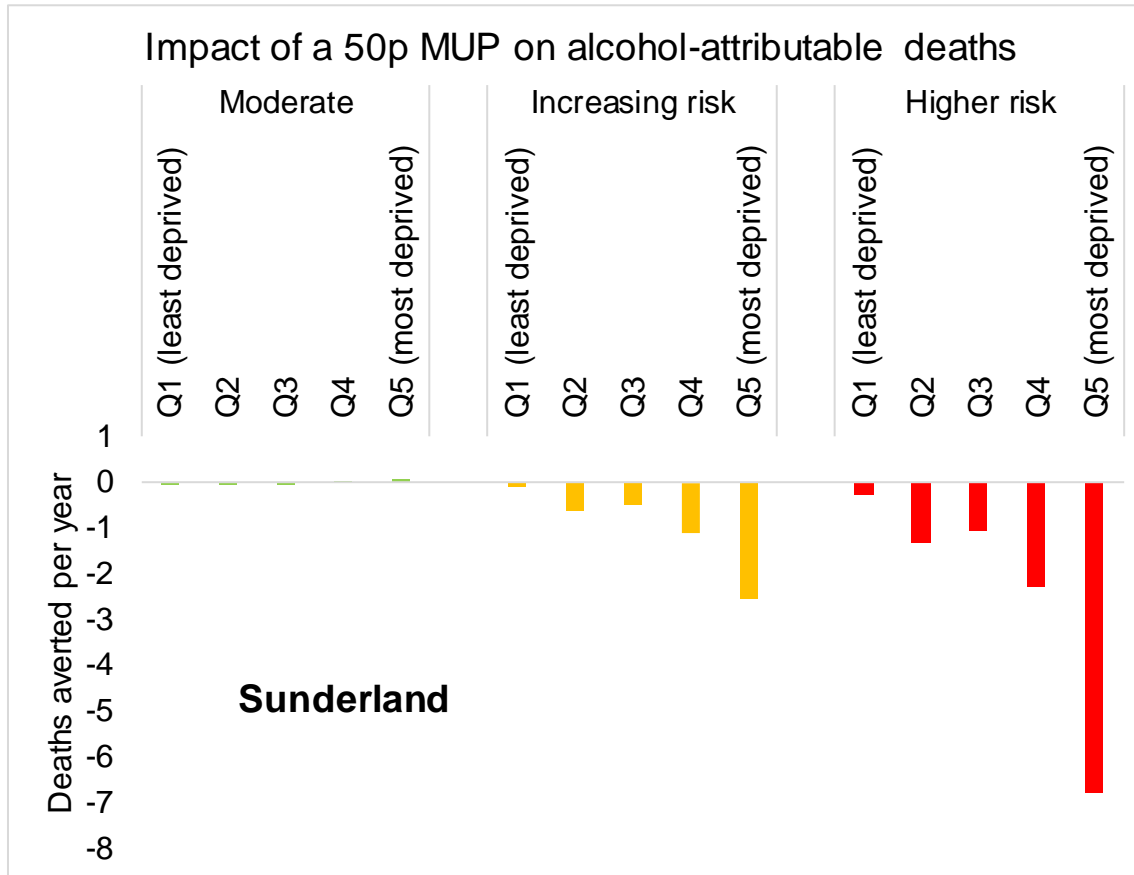 Impact of a 50p MUP on alcohol-attributable deaths
Moderate
Increasing risk
Higher risk
Q1 (least deprived)
Q2
Q3
Q4
Q5 (most deprived)
Q1 (least deprived)
Q2
Q3
Q4
Q5 (most deprived)
Q1 (least deprived)
Q2
Q3
Q4
Q5 (most deprived)
Deaths averted per year
1
0
-1
-2
-3
-4
-5
-6
-7
-8
Sunderland